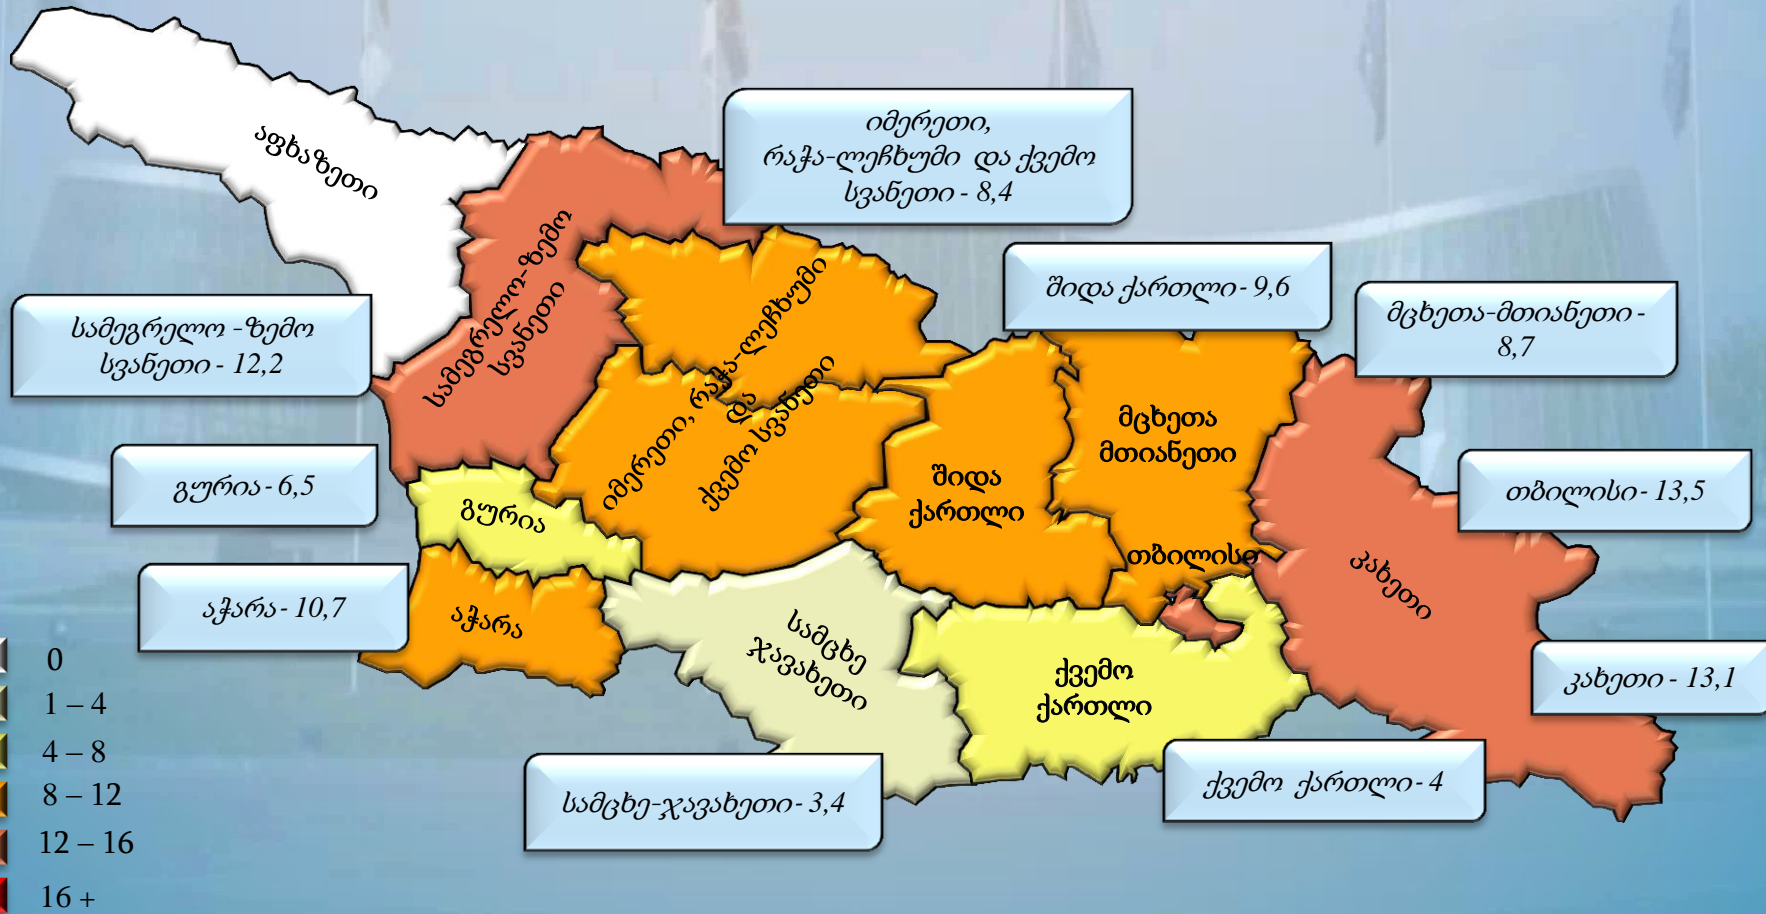 აფხაზეთი
იმერეთი,
რაჭა-ლეჩხუმი და ქვემო
სვანეთი - 8,4
შიდა ქართლი - 9,6
მცხეთა-მთიანეთი -
8,7
სამეგრელო -ზემო
სვანეთი - 12,2
სამეგრელო-ზემო
სვანეთი
იმერეთი, რაჭა-ლეჩხუმი
და
ქვემო სვანეთი
მცხეთა
მთიანეთი
შიდა
ქართლი
გურია - 6,5
გურია
თბილისი - 13,5
თბილისი
კახეთი
აჭარა - 10,7
აჭარა
სამცხე
ჯავახეთი
ქვემო
ქართლი
კახეთი - 13,1
სამცხე-ჯავახეთი - 3,4
ქვემო ქართლი - 4
0
1 – 4
4 – 8
8 – 12
12 – 16
16 +